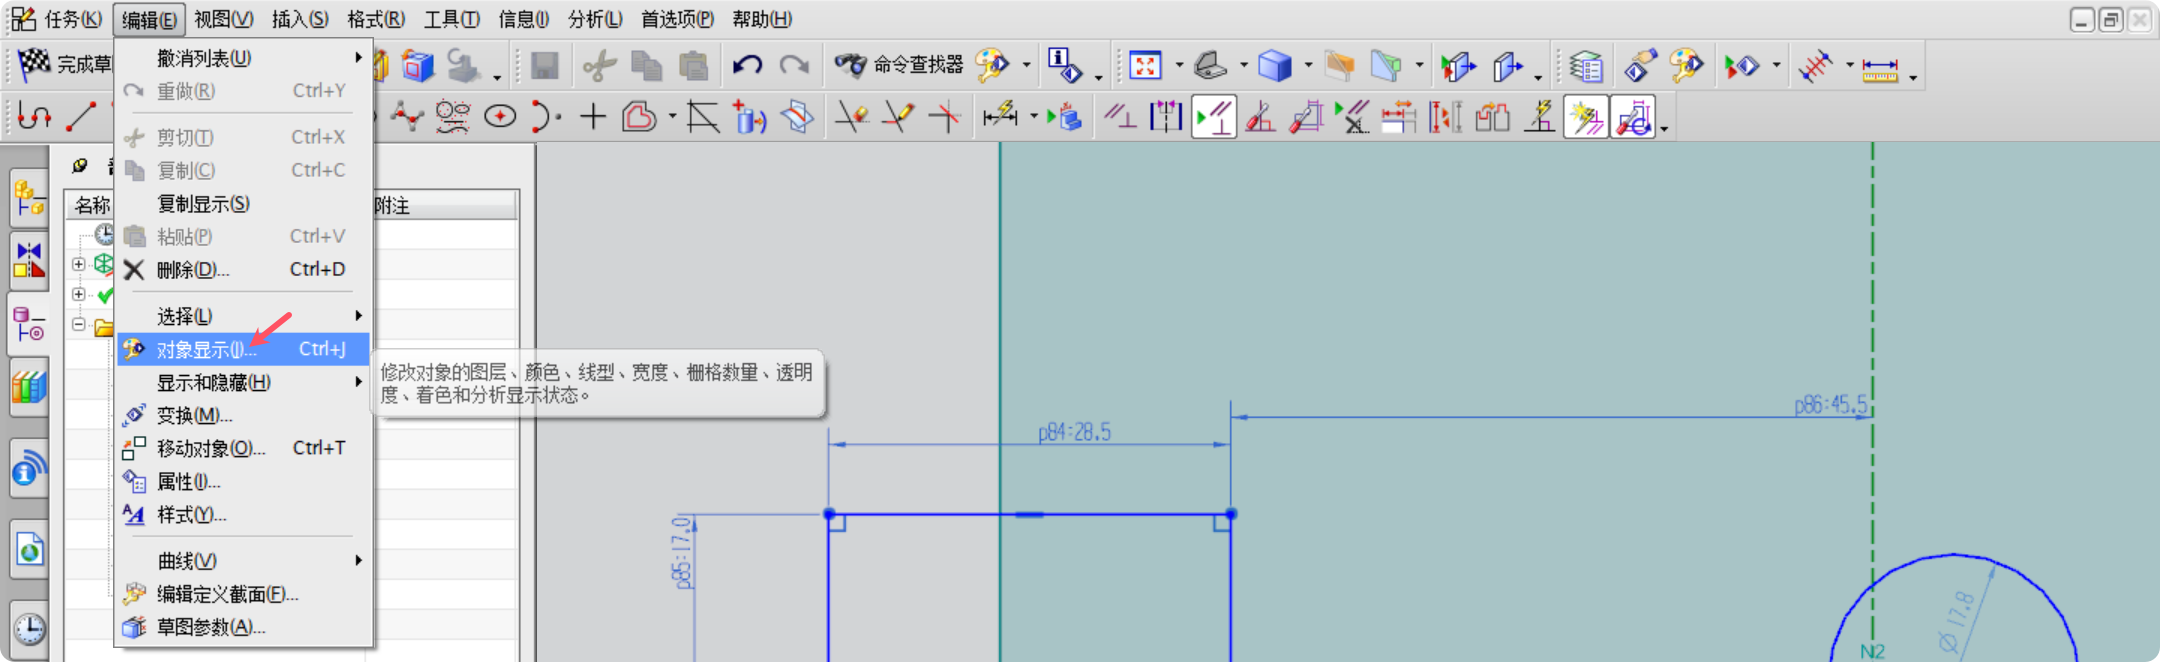 任务(K) 编辑(E) 视图(V) 插入(S) 格式(R) 工具(T) 信息(I) 分析(L) 首选项(P) 帮助(H)
完成草
命令查找器
撤消列表(U)
重做(R) Ctrl+Y
剪切(T) Ctrl+X
复制(C) Ctrl+C
复制显示(S)
粘贴(P) Ctrl+V
删除(D)... Ctrl+D
选择(L)
对象显示(J)... Ctrl+J
显示和隐藏(H)
变换(M)...
移动对象(O)... Ctrl+T
属性(I)...
样式(Y)...
曲线(V)
编辑定义截面(F)...
草图参数(A)...
名称
附注
修改对象的图层、颜色、线型、宽度、栅格数量、透明
度、着色和分析显示状态。
p84:28.5
p86:45.5
p85:17.0
Ø 17.8
N2